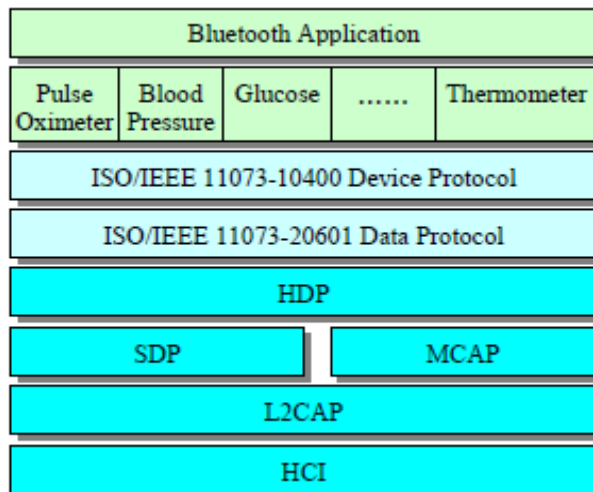 Bluetooth Application
Pulse Oximeter
Blood Pressure
Glucose
......
Thermometer
ISO/IEEE 11073-10400 Device Protocol
ISO/IEEE 11073-20601 Data Protocol
HDP
SDP
MCAP
L2CAP
HCI